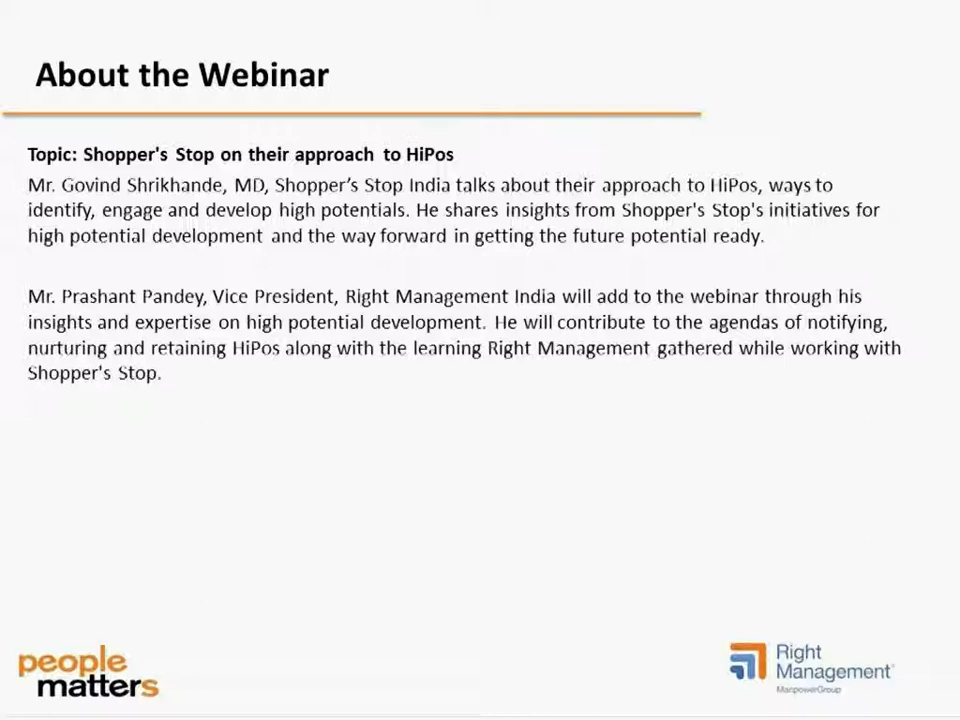 About the Webinar
Topic: Shopper's Stop on their approach to HiPos
Mr. Govind Shrikhande, MD, Shopper’s Stop India talks about their approach to HiPos, ways to
identify, engage and develop high potentials. He shares insights from Shopper's Stop's initiatives for
high potential development and the way forward in getting the future potential ready.
Mr. Prashant Pandey, Vice President, Right Management India will add to the webinar through his
insights and expertise on high potential development. He will contribute to the agendas of notifying,
nurturing and retaining HiPos along with the learning Right Management gathered while working with
Shopper's Stop.
people
matters
Right
Management
ManpowerGroup